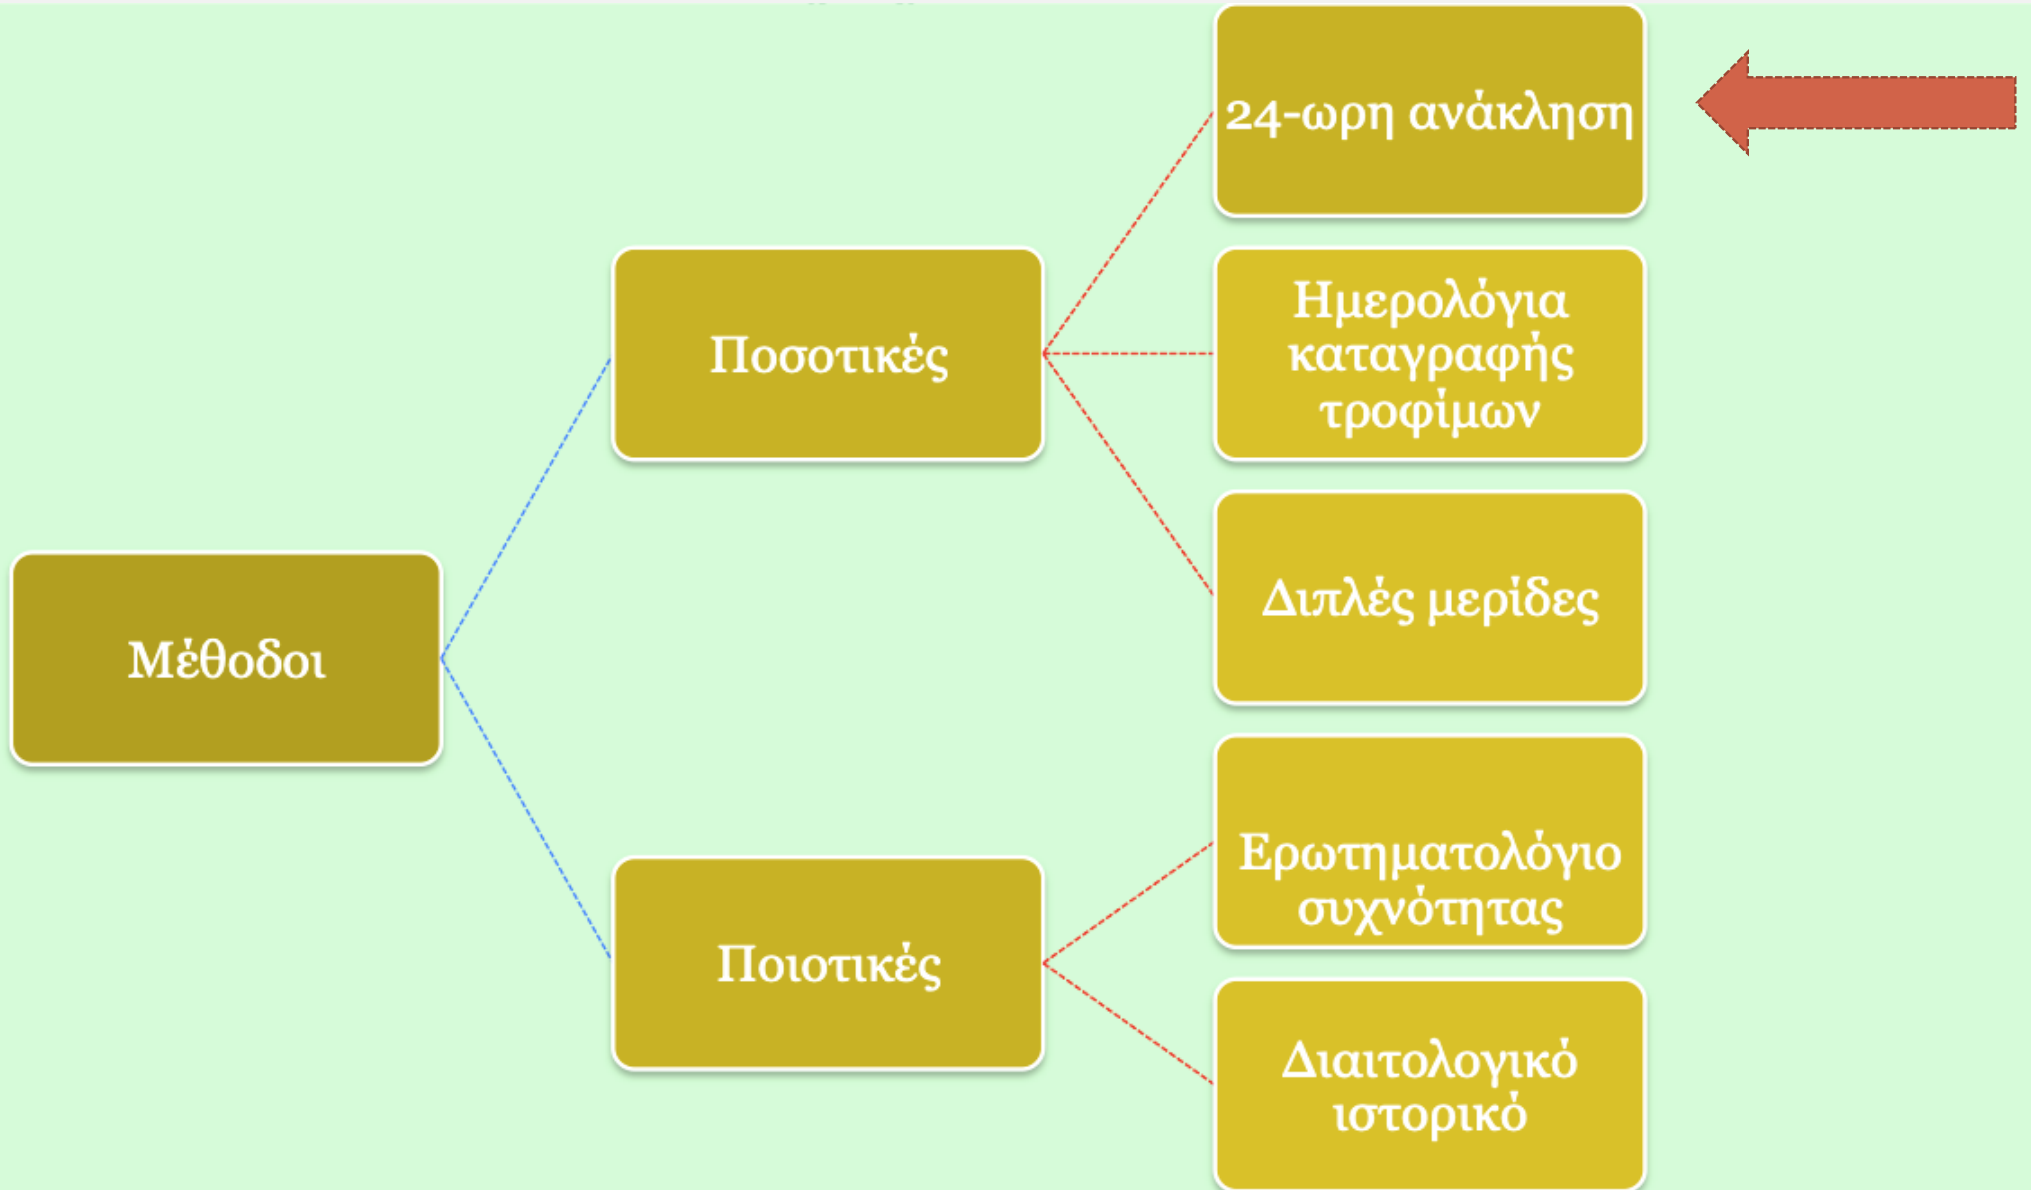 Μέθοδοι
Ποσοτικές
24-ωρη ανάκληση
Ημερολόγια
καταγραφής
τροφίμων
Διπλές μερίδες
Ποιοτικές
Ερωτηματολόγιο
συχνότητας
Διαιτολογικό
ιστορικό